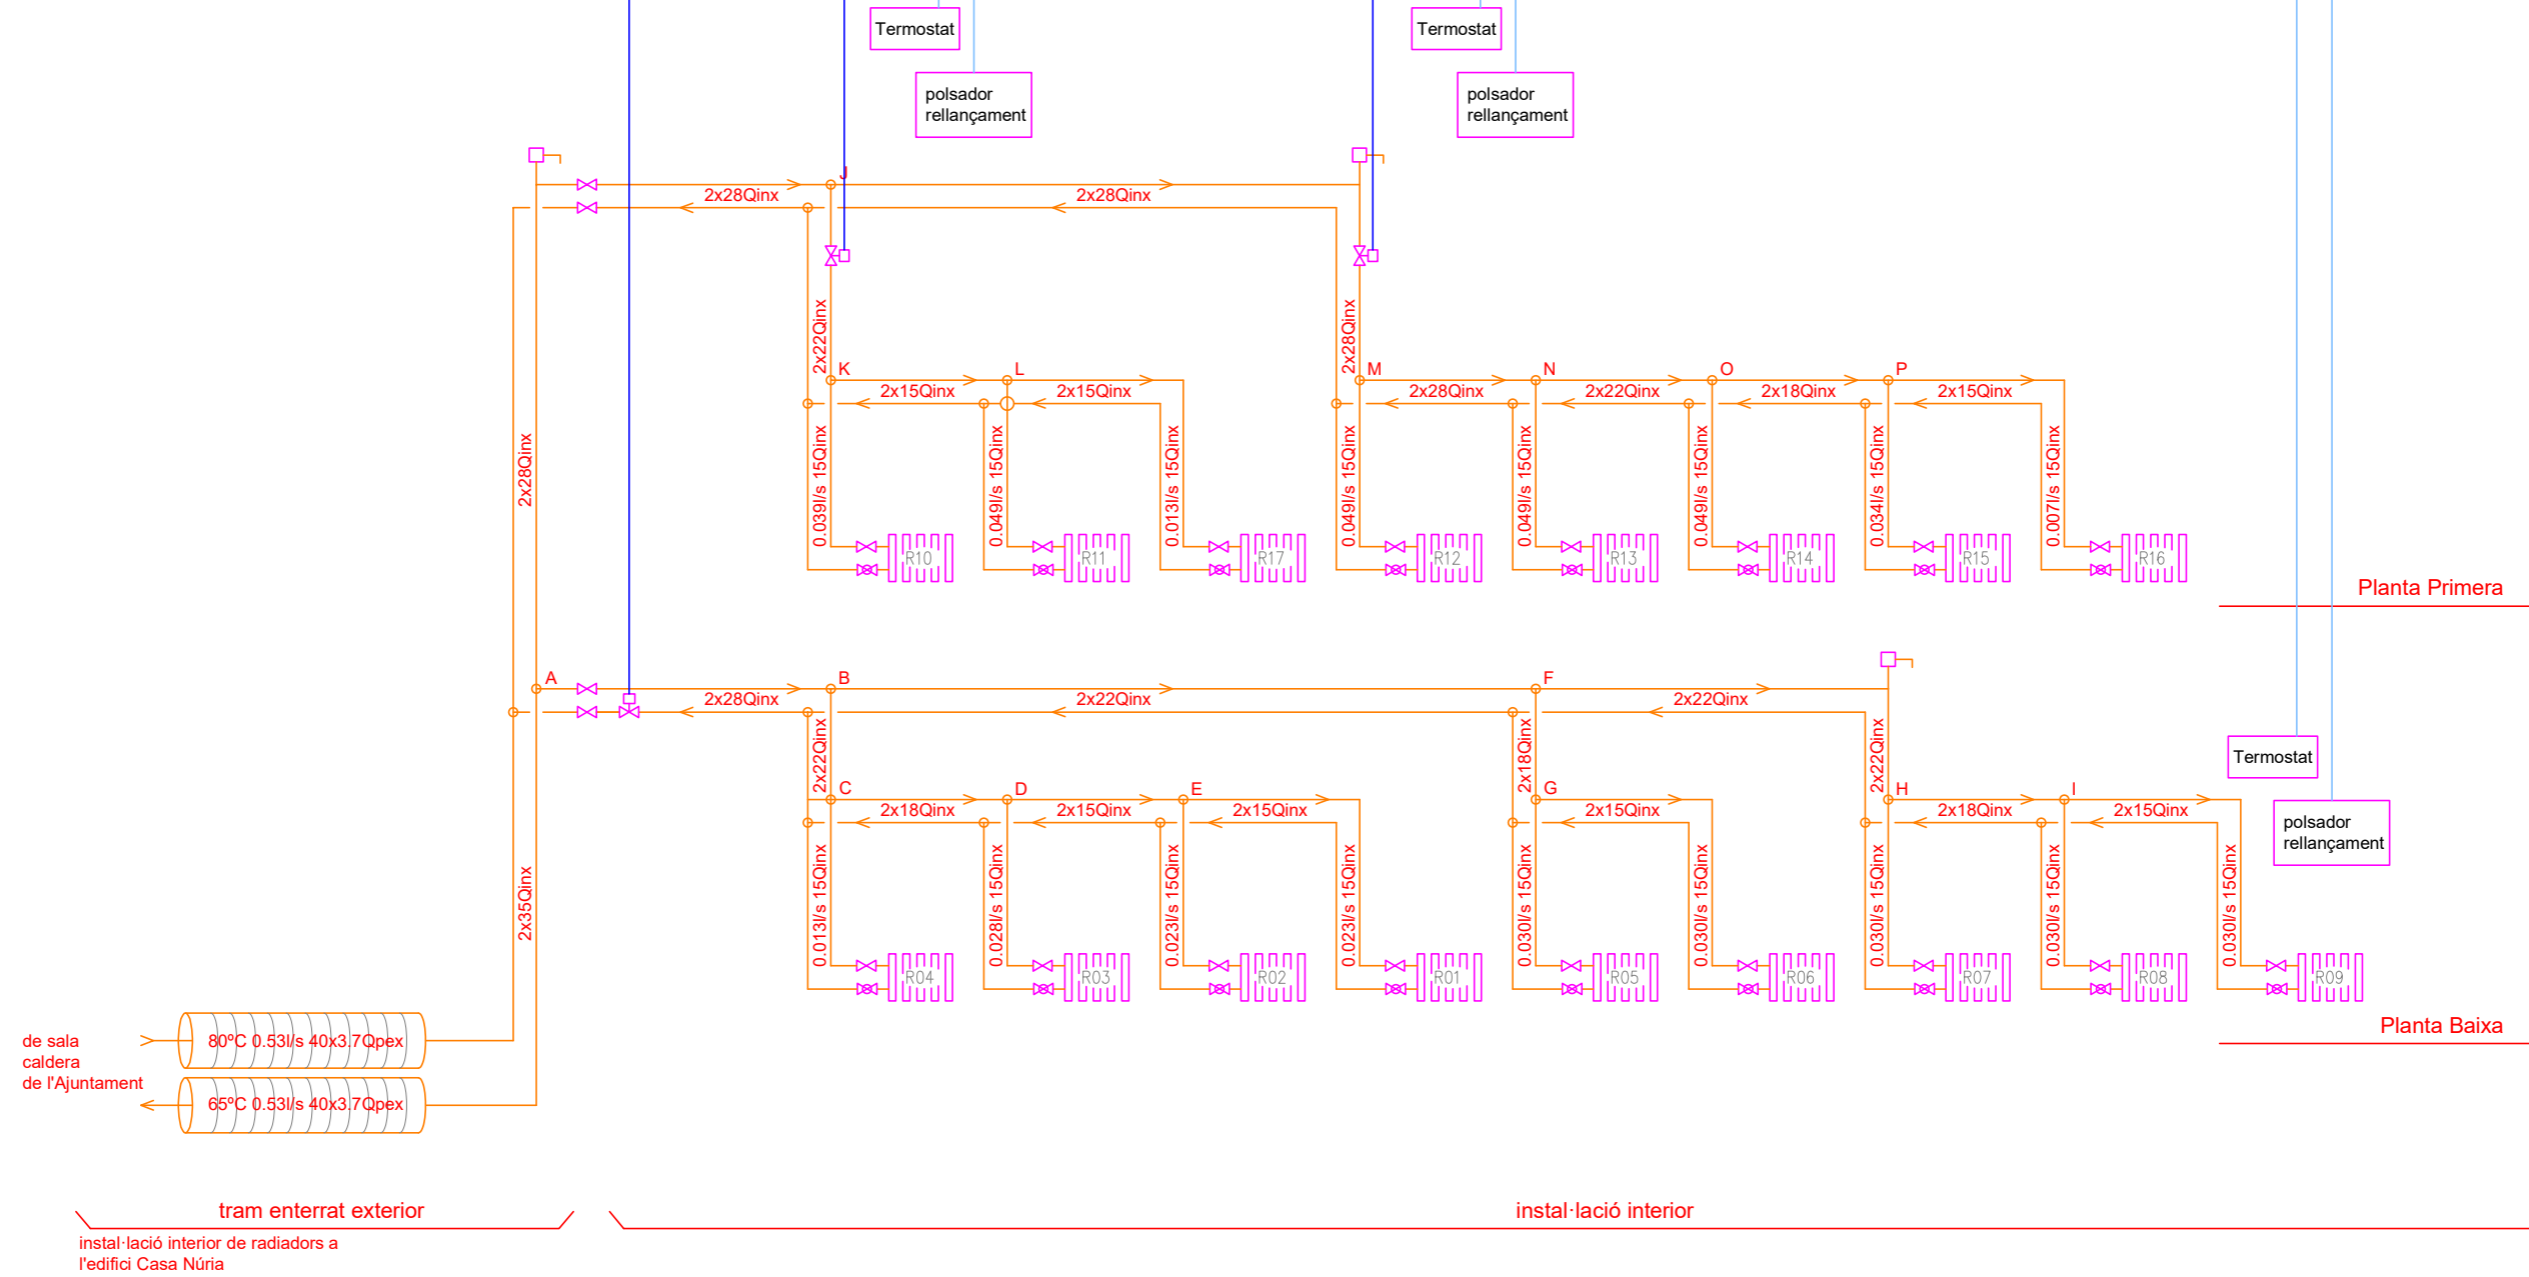 Termostat
Termostat
polsador
rellançament
polsador
rellançament
J
2x28Qinx
2x28Qinx
2x22Qinx
2x28Qinx
K
L
M
N
O
P
2x15Qinx
2x15Qinx
2x28Qinx
2x22Qinx
2x18Qinx
2x15Qinx
2x28Qinx
0.039l/s 15Qinx
0.049l/s 15Qinx
0.013l/s 15Qinx
0.049l/s 15Qinx
0.049l/s 15Qinx
0.049l/s 15Qinx
0.034l/s 15Qinx
0.007l/s 15Qinx
R10
R11
R17
R12
R13
R14
R15
R16
Planta Primera
A
B
F
2x28Qinx
2x22Qinx
2x22Qinx
2x22Qinx
2x18Qinx
2x22Qinx
Termostat
C
D
E
G
H
I
2x18Qinx
2x15Qinx
2x15Qinx
2x15Qinx
2x18Qinx
2x15Qinx
polsador
rellançament
2x35Qinx
0.013l/s 15Qinx
0.028l/s 15Qinx
0.023l/s 15Qinx
0.023l/s 15Qinx
0.030l/s 15Qinx
0.030l/s 15Qinx
0.030l/s 15Qinx
0.030l/s 15Qinx
0.030l/s 15Qinx
R04
R03
R02
R01
R05
R06
R07
R08
R09
Planta Baixa
de sala
caldera
de l'Ajuntament
80ºC 0.53l/s 40x3.7Qpex
65ºC 0.53l/s 40x3.7Qpex
tram enterrat exterior
instal·lació interior
instal·lació interior de radiadors a
l'edifici Casa Núria